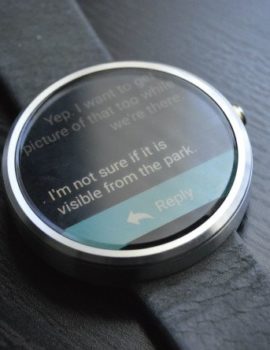 Yep, I want to get
picture of that too while
we're there.
I'm not sure if it is
visible from the park.
Reply